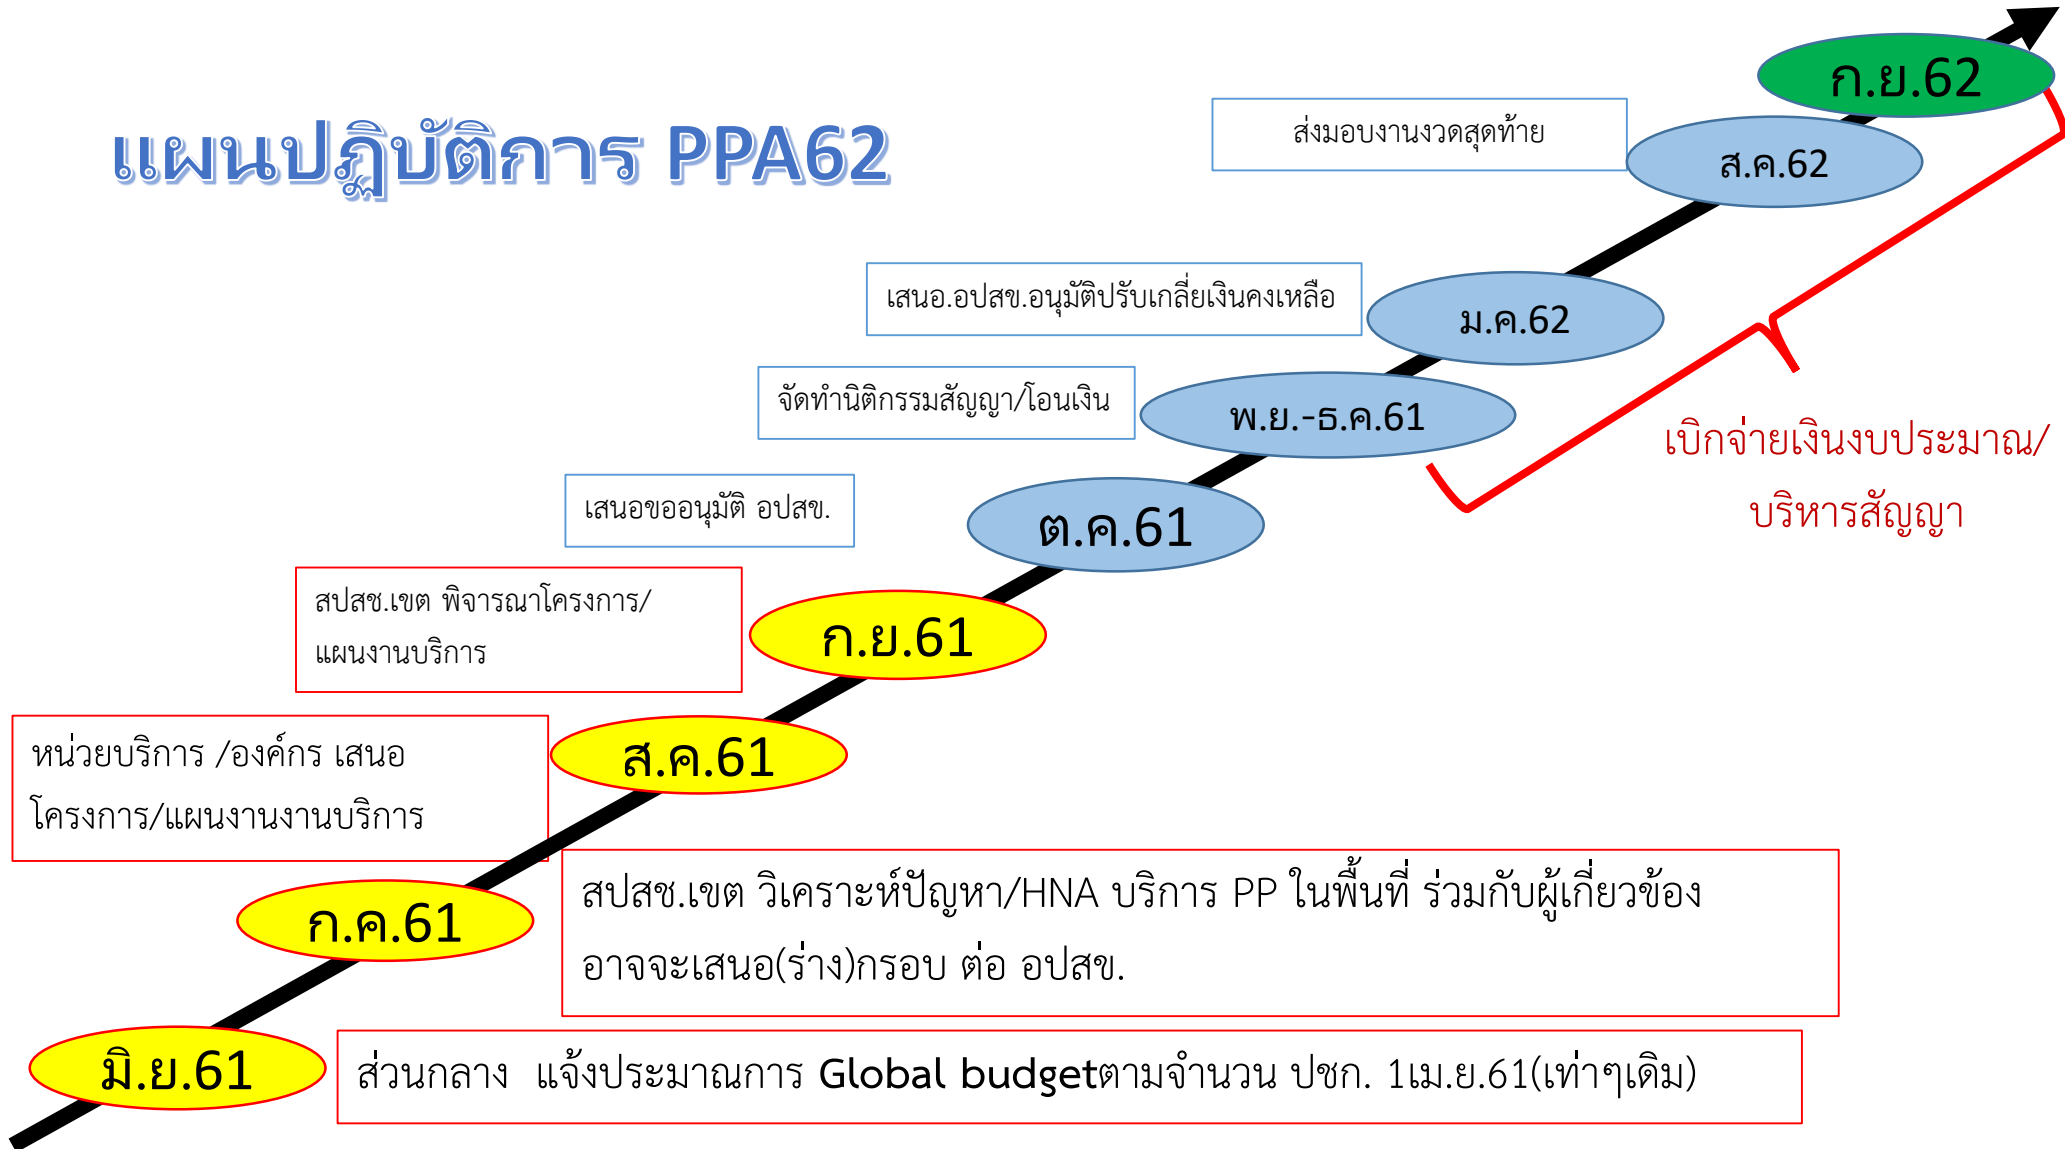 แผนปฏิบัติการ PPA62
ก.ย.62
ส่งมอบงานงวดสุดท้าย
ส.ค.62
เสนอ.อปสข.อนุมัติปรับเกลี่ยเงินคงเหลือ
ม.ค.62
จัดทำนิติกรรมสัญญา/โอนเงิน
พ.ย.-ธ.ค.61
เบิกจ่ายเงินงบประมาณ/
บริหารสัญญา
เสนอขออนุมัติ อปสข.
ต.ค.61
สปสช.เขต พิจารณาโครงการ/
แผนงานบริการ
ก.ย.61
หน่วยบริการ /องค์กร เสนอ
โครงการ/แผนงานงานบริการ
ส.ค.61
ก.ค.61
สปสช.เขต วิเคราะห์ปัญหา/HNA บริการ PP ในพื้นที่ ร่วมกับผู้เกี่ยวข้อง
อาจจะเสนอ(ร่าง)กรอบ ต่อ อปสข.
มิ.ย.61
ส่วนกลาง  แจ้งประมาณการ Global budgetตามจำนวน ปชก. 1เม.ย.61(เท่าๆเดิม)